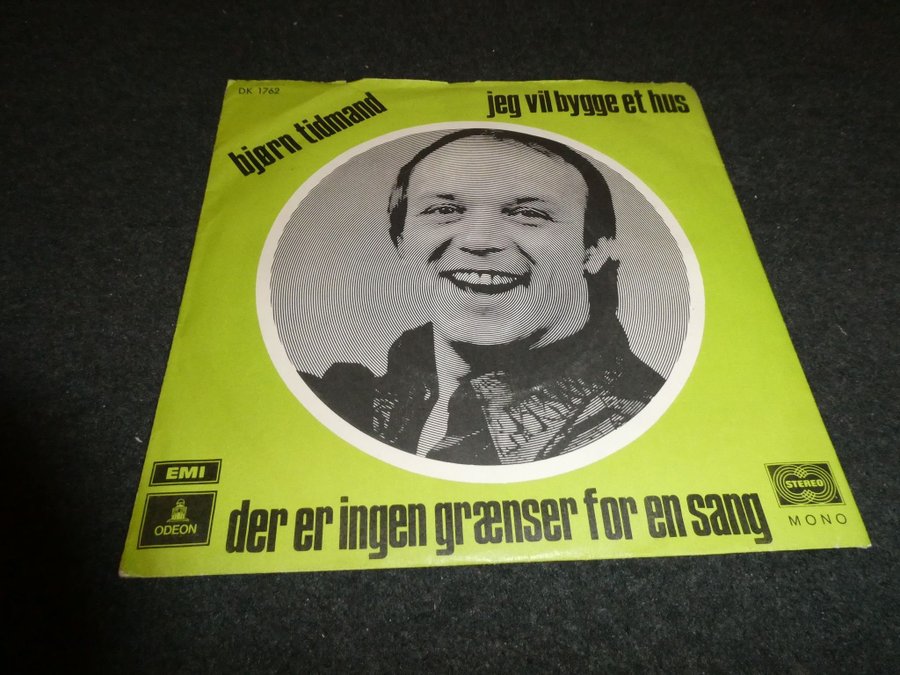 DK 1762
bjørn tidmand
jeg vil bygge et hus
EMI
ODEON
der er ingen grænser for en sang
STEREO
MONO